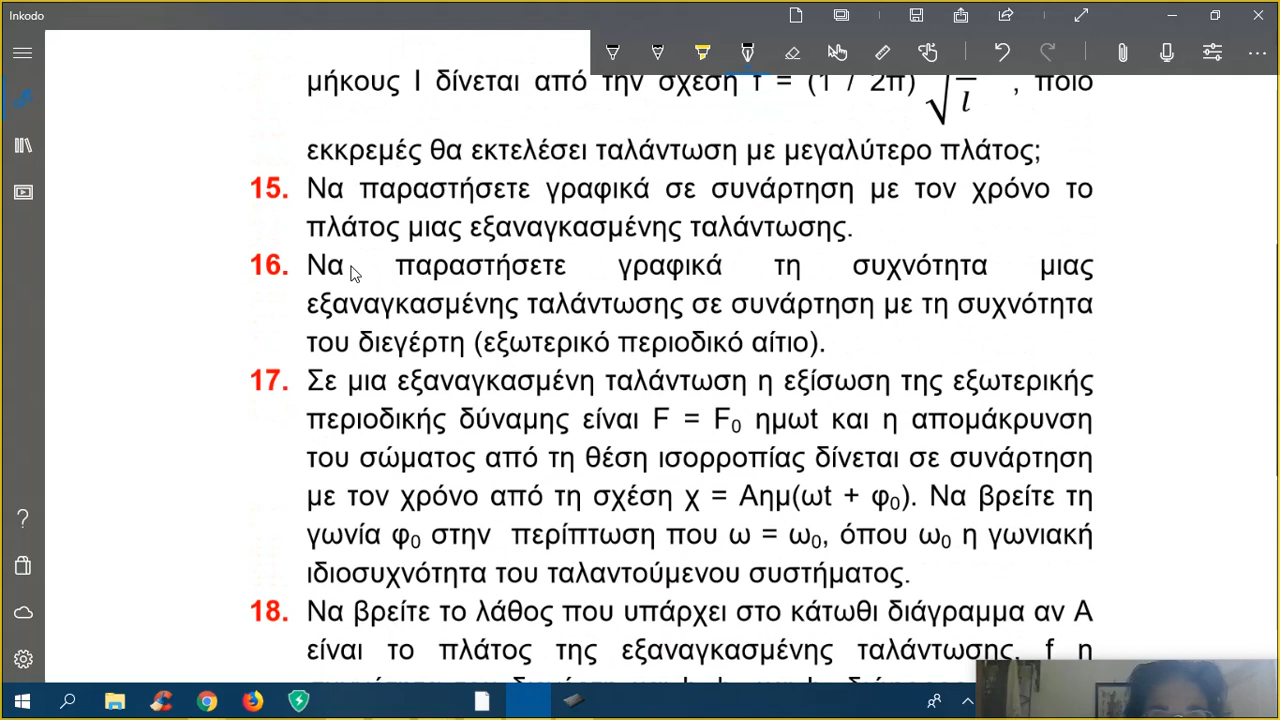 Inkodo
μήκους l δίνεται από την σχέση f = (1 / 2π) √ l , ποιο
εκκρεμές θα εκτελέσει ταλάντωση με μεγαλύτερο πλάτος;
15. Να παραστήσετε γραφικά σε συνάρτηση με τον χρόνο το
πλάτος μιας εξαναγκασμένης ταλάντωσης.
16. Να παραστήσετε γραφικά τη συχνότητα μιας
εξαναγκασμένης ταλάντωσης σε συνάρτηση με τη συχνότητα
του διεγέρτη (εξωτερικό περιοδικό αίτιο).
17. Σε μια εξαναγκασμένη ταλάντωση η εξίσωση της εξωτερικής
περιοδικής δύναμης είναι F = F₀ ημωt και η απομάκρυνση
του σώματος από τη θέση ισορροπίας δίνεται σε συνάρτηση
με τον χρόνο από τη σχέση χ = Αημ(ωt + φ₀). Να βρείτε τη
γωνία φ₀ στην περίπτωση που ω = ω₀, όπου ω₀ η γωνιακή
ιδιοσυχνότητα του ταλαντούμενου συστήματος.
18. Να βρείτε το λάθος που υπάρχει στο κάτωθι διάγραμμα αν Α
είναι το πλάτος της εξαναγκασμένης ταλάντωσης, f η